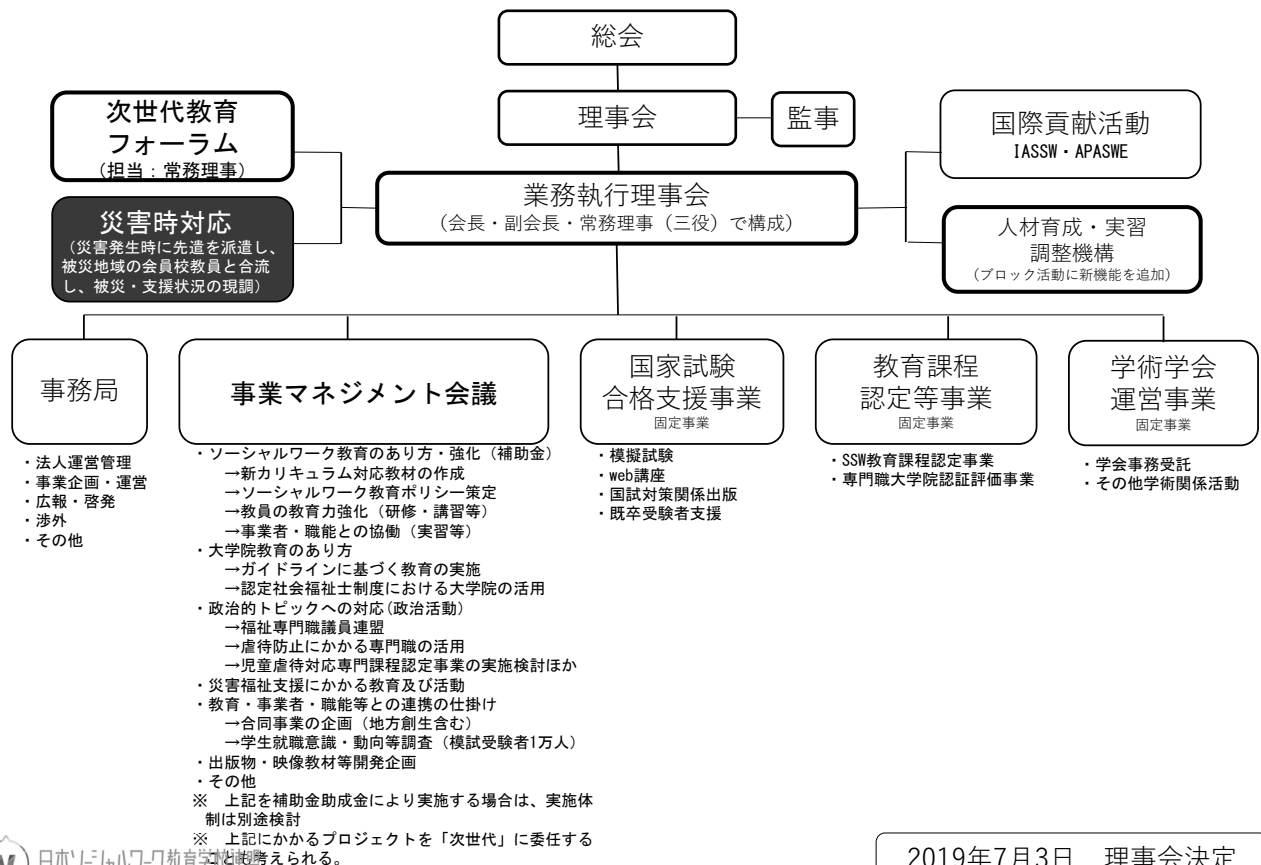 総会
理事会
監事
次世代教育
フォーラム
(担当:常務理事)
国際貢献活動
IASSW・APASWE
業務執行理事会
(会長・副会長・常務理事(三役)で構成)
災害時対応
(災害発生時に先遣を派遣し、
被災地域の会員校教員と合流
し、被災・支援状況の現調)
人材育成・実習
調整機構
(ブロック活動に新機能を追加)
事務局
・法人運営管理
・事業企画・運営
・広報・啓発
・渉外
・その他
事業マネジメント会議
・ソーシャルワーク教育のあり方・強化(補助金)
→新カリキュラム対応教材の作成
→ソーシャルワーク教育ポリシー策定
→教員の教育力強化(研修・講習等)
→事業者・職能との協働(実習等)
・大学院教育のあり方
→ガイドラインに基づく教育の実施
→認定社会福祉士制度における大学院の活用
・政治的トピックへの対応(政治活動)
→福祉専門職議員連盟
→虐待防止にかかる専門職の活用
→児童虐待対応専門課程認定事業の実施検討ほか
・災害福祉支援にかかる教育及び活動
・教育・事業者・職能等との連携の仕掛け
→合同事業の企画(地方創生含む)
→学生就職意識・動向等調査(模試受験者1万人)
・出版物・映像教材等開発企画
・その他
※ 上記を補助金助成金により実施する場合は、実施体
制は別途検討
※ 上記にかかるプロジェクトを「次世代」に委任する
ことも考えられる。
国家試験
合格支援事業
固定事業
・模擬試験
・web講座
・国試対策関係出版
・既卒受験者支援
教育課程
認定等事業
固定事業
・SSW教育課程認定事業
・専門職大学院認証評価事業
学術学会
運営事業
固定事業
・学会事務受託
・その他学術関係活動
日本ソーシャルワーク教育学校連盟
2019年7月3日 理事会決定